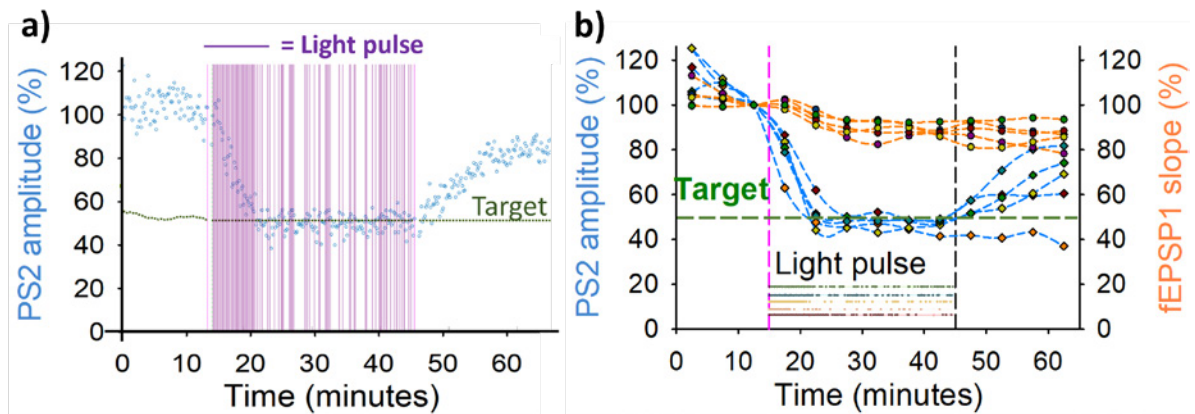 a)
= Light pulse
PS2 amplitude (%)
120
100
80
60
40
20
0
Target
0 10 20 30 40 50 60
Time (minutes)
b)
PS2 amplitude (%)
120
100
80
60
40
20
0
Target
Light pulse
0 10 20 30 40 50 60
Time (minutes)
120
100
80
60
40
20
0
fEPSP1 slope (%)